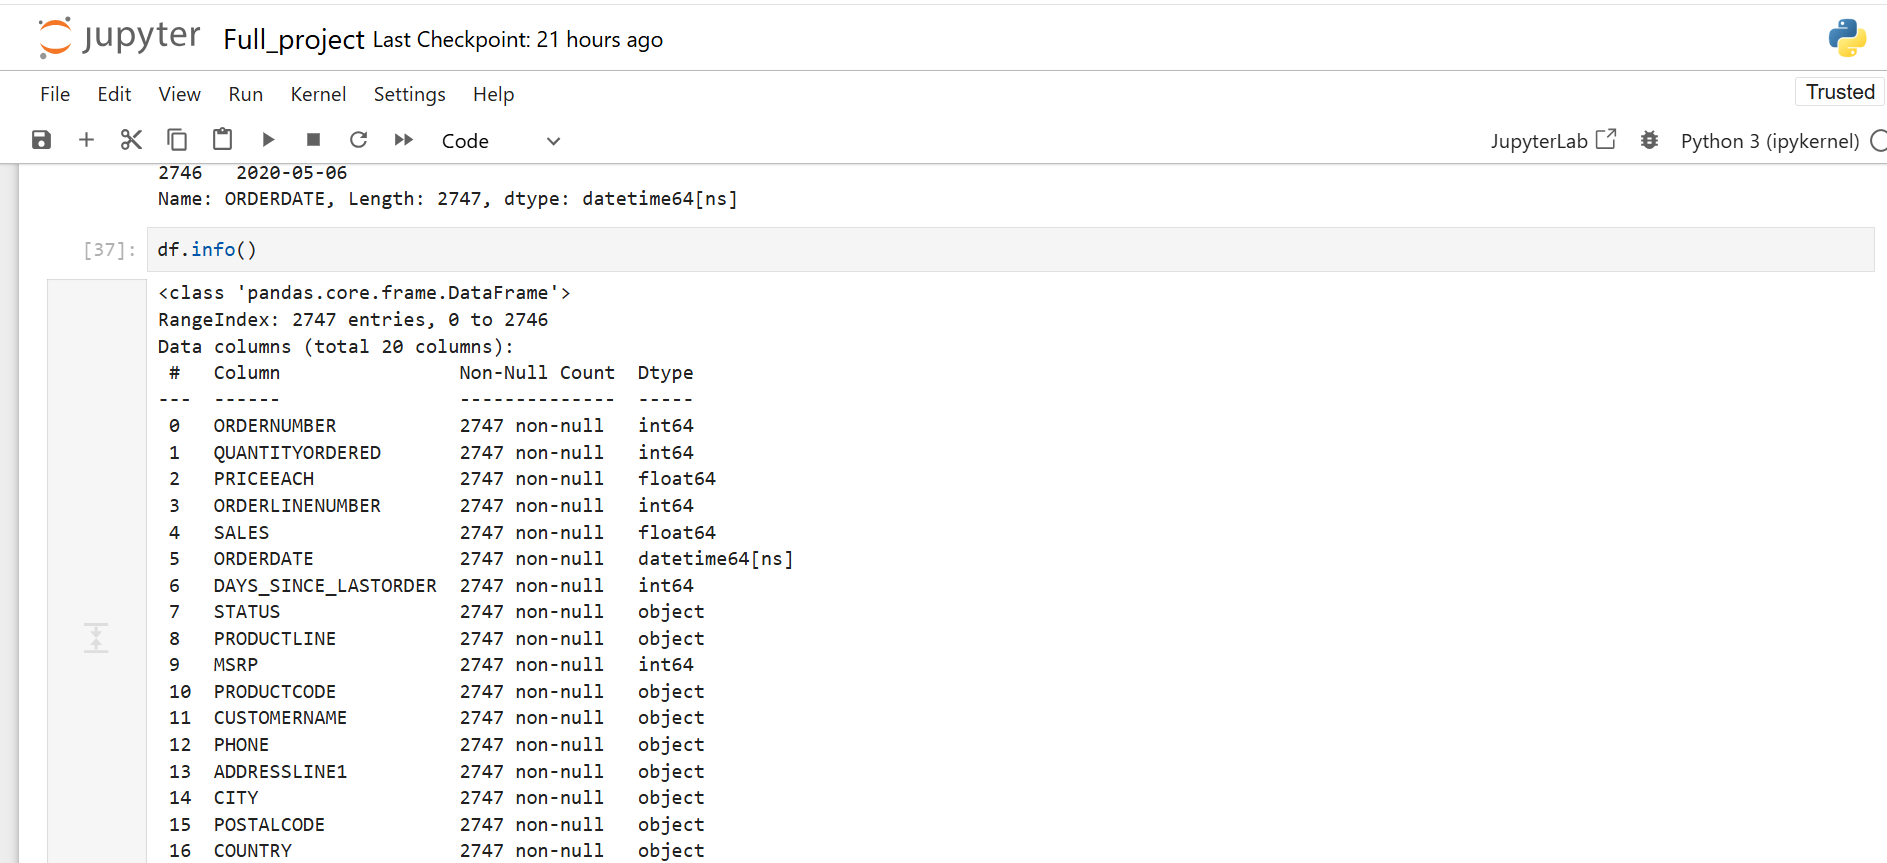 jupyter Full_project Last Checkpoint: 21 hours ago
File Edit View Run Kernel Settings Help
Trusted
Code
JupyterLab
Python 3 (ipykernel)
2746   2020-05-06
Name: ORDERDATE, Length: 2747, dtype: datetime64[ns]
[37]: df.info()
<class 'pandas.core.frame.DataFrame'>
RangeIndex: 2747 entries, 0 to 2746
Data columns (total 20 columns):
 #   Column                Non-Null Count  Dtype
---  ------                --------------  -----
 0   ORDERNUMBER           2747 non-null   int64
 1   QUANTITYORDERED       2747 non-null   int64
 2   PRICEEACH             2747 non-null   float64
 3   ORDERLINENUMBER       2747 non-null   int64
 4   SALES                 2747 non-null   float64
 5   ORDERDATE             2747 non-null   datetime64[ns]
 6   DAYS_SINCE_LASTORDER  2747 non-null   int64
 7   STATUS                2747 non-null   object
 8   PRODUCTLINE           2747 non-null   object
 9   MSRP                  2747 non-null   int64
 10  PRODUCTCODE           2747 non-null   object
 11  CUSTOMERNAME          2747 non-null   object
 12  PHONE                 2747 non-null   object
 13  ADDRESSLINE1          2747 non-null   object
 14  CITY                  2747 non-null   object
 15  POSTALCODE            2747 non-null   object
 16  COUNTRY               2747 non-null   object